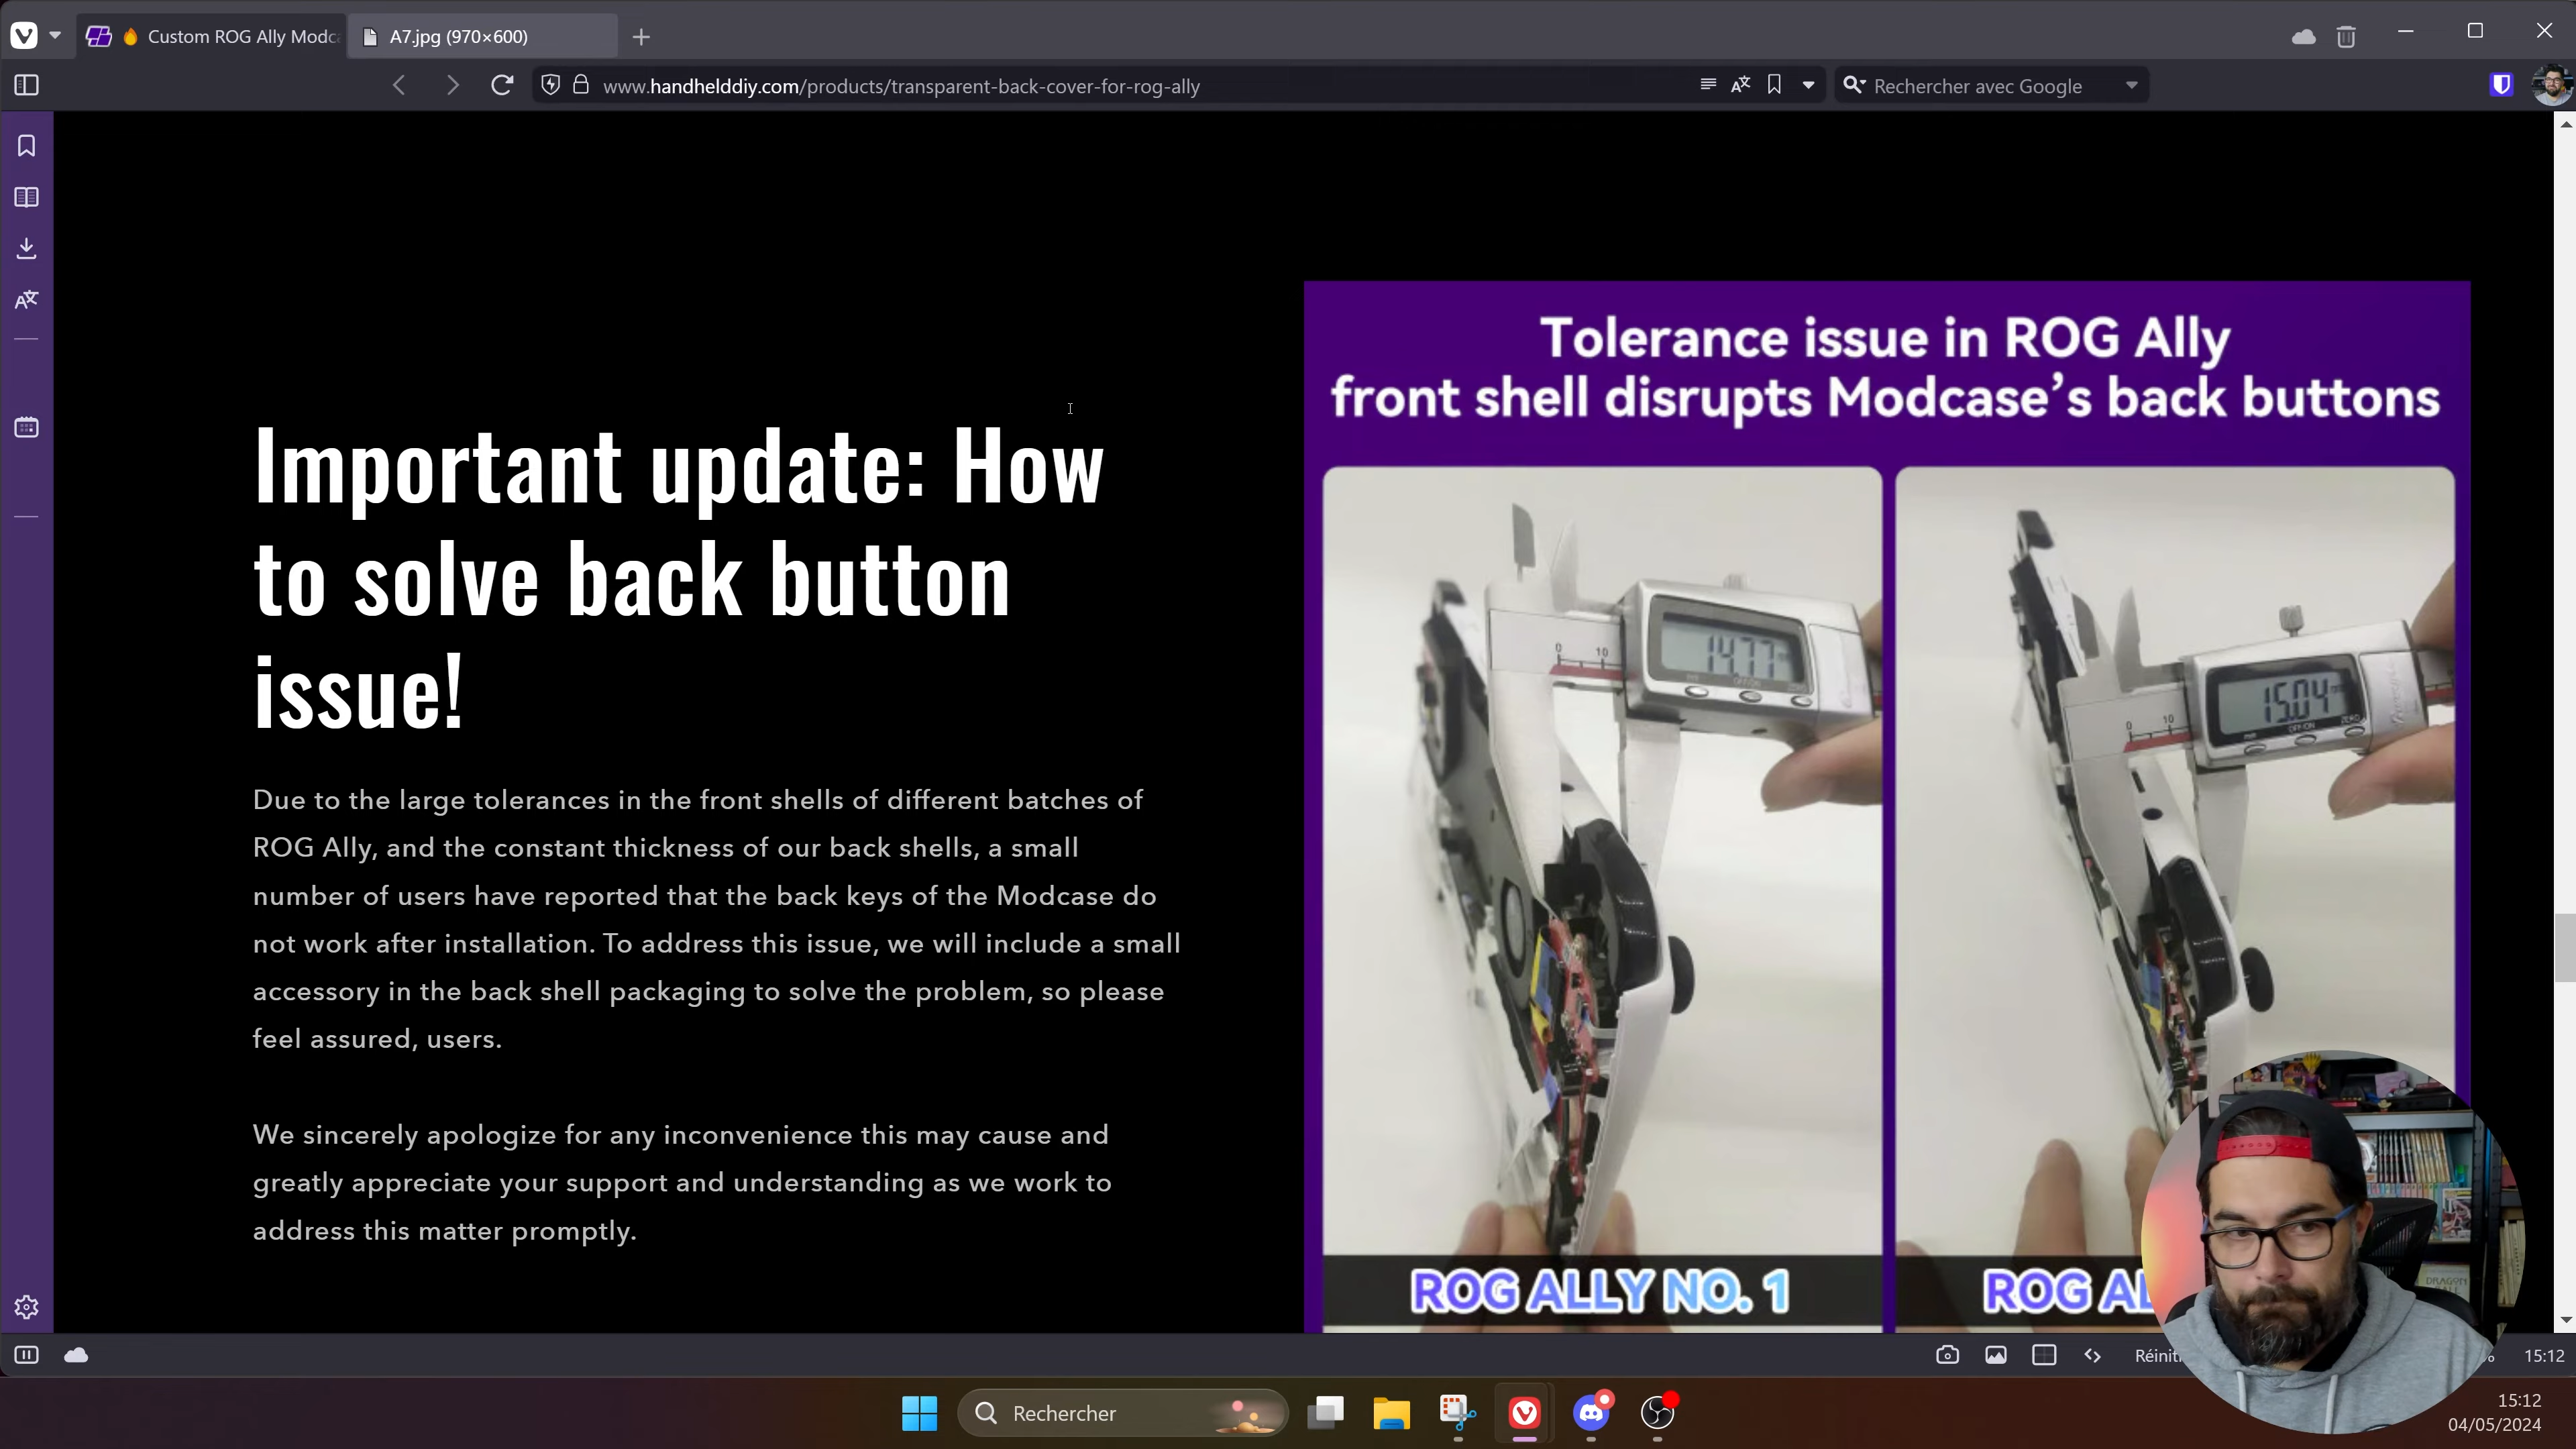 Custom ROG Ally Modc
A7.jpg (970×600)
www.handhelddiy.com/products/transparent-back-cover-for-rog-ally
Rechercher avec Google
Important update: How
to solve back button
issue!
Due to the large tolerances in the front shells of different batches of
ROG Ally, and the constant thickness of our back shells, a small
number of users have reported that the back keys of the Modcase do
not work after installation. To address this issue, we will include a small
accessory in the back shell packaging to solve the problem, so please
feel assured, users.
We sincerely apologize for any inconvenience this may cause and
greatly appreciate your support and understanding as we work to
address this matter promptly.
Tolerance issue in ROG Ally
front shell disrupts Modcase’s back buttons
14.77
0 10
15.04
0 10
ROG ALLY NO. 1
ROG AL
Réinit
15:12
Rechercher
15:12
04/05/2024